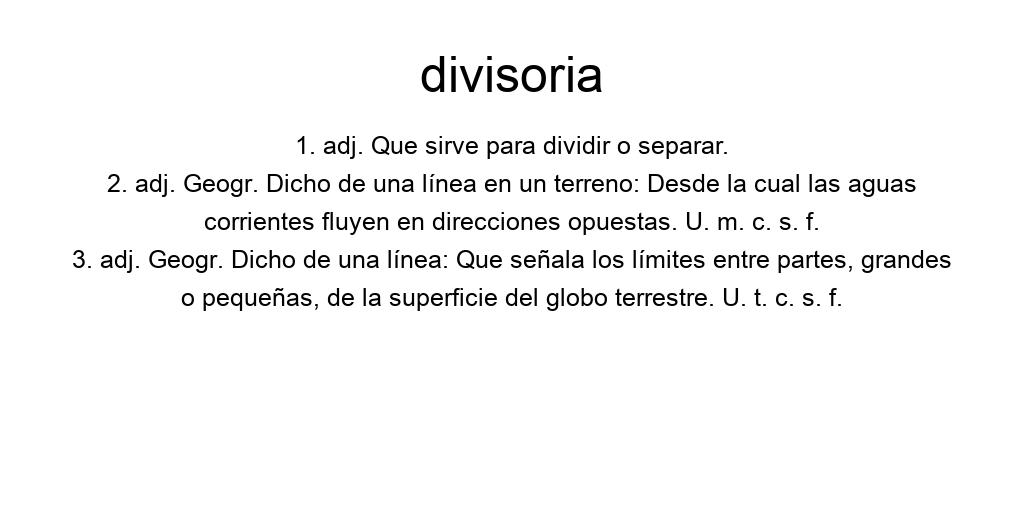 divisoria
1. adj. Que sirve para dividir o separar.
2. adj. Geogr. Dicho de una línea en un terreno: Desde la cual las aguas
corrientes fluyen en direcciones opuestas. U. m. c. s. f.
3. adj. Geogr. Dicho de una línea: Que señala los límites entre partes, grandes
o pequeñas, de la superficie del globo terrestre. U. t. c. s. f.